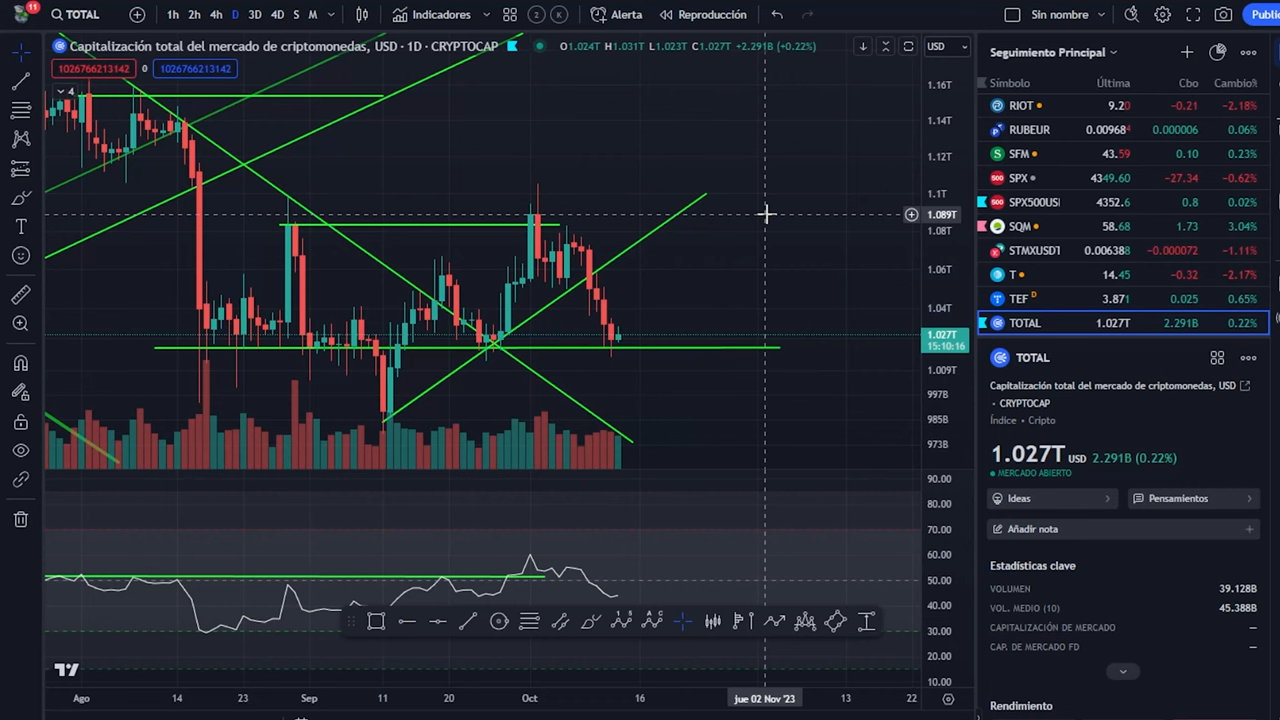 11
TOTAL
1h 2h 4h D 3D 4D S M
Indicadores
2 K
Alerta
Reproducción
Sin nombre
Publi
Capitalización total del mercado de criptomonedas, USD · 1D · CRYPTOCAP
O1.024T H1.031T L1.023T C1.027T +2.291B (+0.22%)
USD
1026766213142 0 1026766213142
4
1.16T
1.14T
1.12T
1.1T
1.089T
1.08T
1.06T
1.04T
1.027T
15:10:16
1.009T
997B
985B
973B
90.00
80.00
70.00
60.00
50.00
40.00
30.00
20.00
10.00
Ago 14 23 Sep 11 20 Oct 16 jue 02 Nov '23 13 22
Seguimiento Principal
Símbolo Última Cbo Cambio%
RIOT 9.20 −0.21 −2.18%
RUBEUR 0.009684 0.000006 0.06%
SFM 43.59 0.10 0.23%
SPX 4349.60 −27.34 −0.62%
SPX500USI 4352.6 0.8 0.02%
SQM 58.68 1.73 3.04%
STMXUSDT 0.006388 −0.000072 −1.11%
T 14.45 −0.32 −2.17%
TEF D 3.871 0.025 0.65%
TOTAL 1.027T 2.291B 0.22%
TOTAL
Capitalización total del mercado de criptomonedas, USD
• CRYPTOCAP
Índice • Cripto
1.027T USD 2.291B (0.22%)
MERCADO ABIERTO
Ideas
Pensamientos
Añadir nota
Estadísticas clave
VOLUMEN 39.128B
VOL. MEDIO (10) 45.388B
CAPITALIZACIÓN DE MERCADO –
CAP. DE MERCADO FD –
Rendimiento